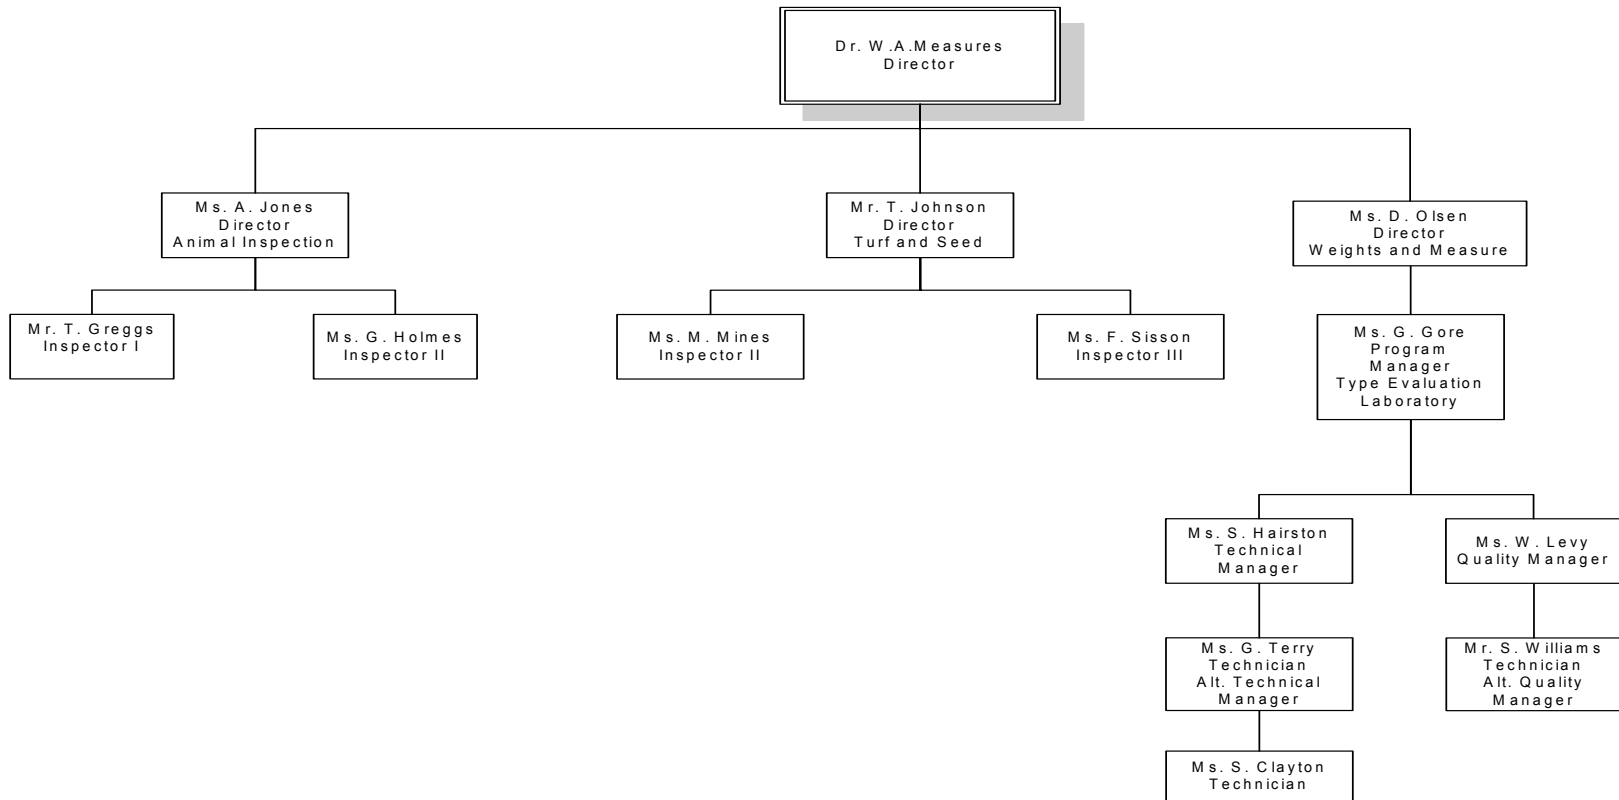 Dr. W.A.Measures
Director
Ms. A. Jones
Director
Animal Inspection
Mr. T. Johnson
Director
Turf and Seed
Ms. D. Olsen
Director
Weights and Measure
Mr. T. Greggs
Inspector I
Ms. G. Holmes
Inspector II
Ms. M. Mines
Inspector II
Ms. F. Sisson
Inspector III
Ms. G. Gore
Program
Manager
Type Evaluation
Laboratory
Ms. S. Hairston
Technical
Manager
Ms. W. Levy
Quality Manager
Ms. G. Terry
Technician
Alt. Technical
Manager
Mr. S. Williams
Technician
Alt. Quality
Manager
Ms. S. Clayton
Technician